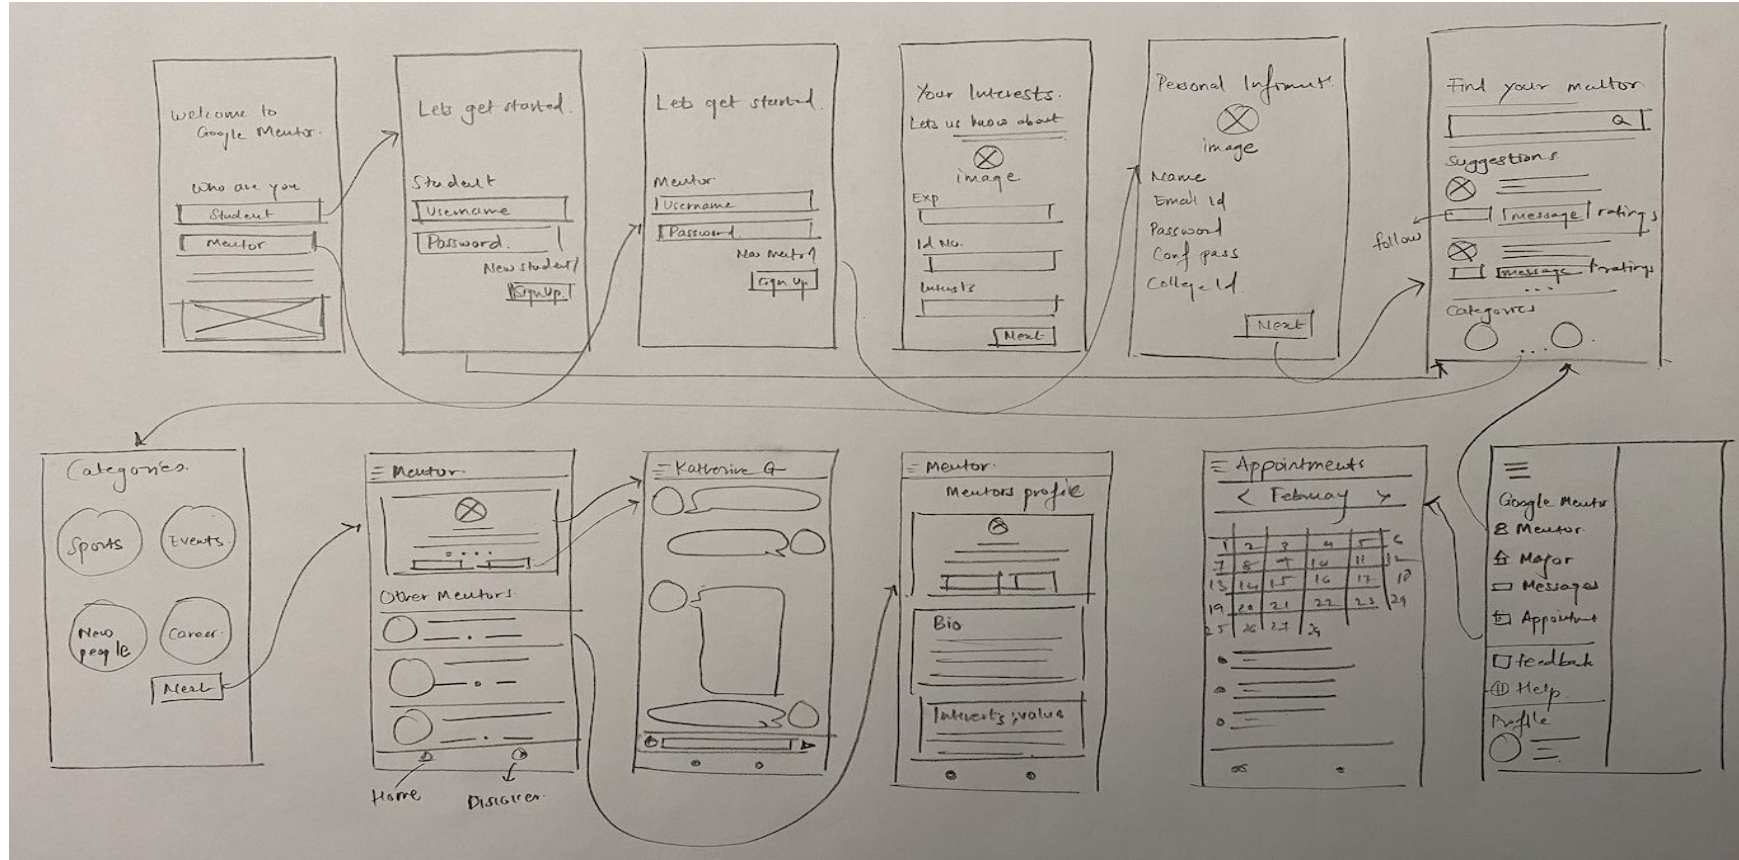 Welcome to
Google Mentor.
Who are you
Student
Mentor
Lets get started.
Student
Username
Password.
New student?
Sign Up.
Lets get started.
Mentor
Username
Password.
New mentor?
Sign Up
Your Interests.
Lets us know about
image
Exp
Id No.
Interests
Next
Personal Informat.
image
Name
Email Id
Password
Conf pass
College Id.
Next
Find your mentor.
Suggestions
message ratings
follow
message ratings
...
Categories
...
Categories.
Sports
Events.
New people
Career.
Next
Mentor.
Other Mentors
Home
Discover.
Katherine G
Mentor.
Mentors profile
Bio
Interests, value
Appointments
< February >
1 2 3 4 5 6
7 8 9 10 11 12
13 14 15 16 17 18
19 20 21 22 23 24
25 26 27 28
Google Mentor
Mentor.
Major
Messages
Appointment
Feedback
Help.
Profile